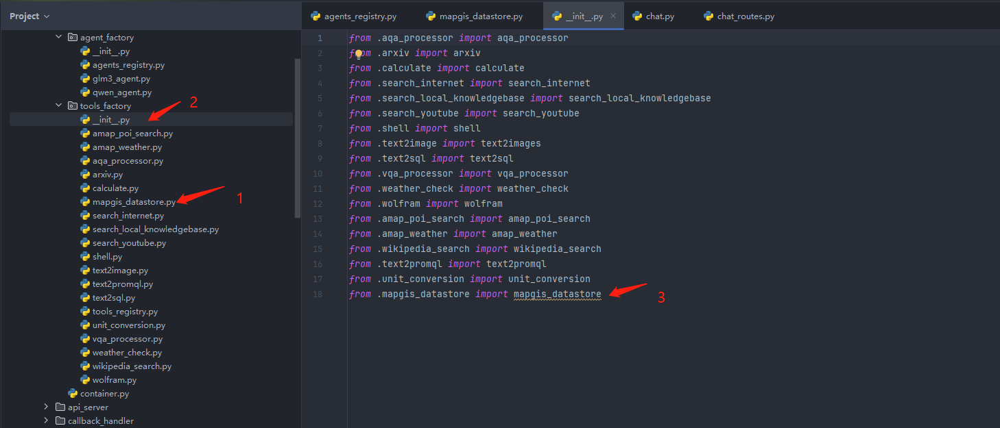 Project
agents_registry.py
mapgis_datastore.py
__init__.py
chat.py
chat_routes.py
agent_factory
__init__.py
agents_registry.py
glm3_agent.py
qwen_agent.py
tools_factory
2
__init__.py
amap_poi_search.py
amap_weather.py
aqa_processor.py
arxiv.py
calculate.py
mapgis_datastore.py
1
search_internet.py
search_local_knowledgebase.py
search_youtube.py
shell.py
text2image.py
text2promql.py
text2sql.py
tools_registry.py
unit_conversion.py
vqa_processor.py
weather_check.py
wikipedia_search.py
wolfram.py
container.py
api_server
callback_handler
1 from .aqa_processor import aqa_processor
2 from .arxiv import arxiv
3 from .calculate import calculate
4 from .search_internet import search_internet
5 from .search_local_knowledgebase import search_local_knowledgebase
6 from .search_youtube import search_youtube
7 from .shell import shell
8 from .text2image import text2images
9 from .text2sql import text2sql
10 from .vqa_processor import vqa_processor
11 from .weather_check import weather_check
12 from .wolfram import wolfram
13 from .amap_poi_search import amap_poi_search
14 from .amap_weather import amap_weather
15 from .wikipedia_search import wikipedia_search
16 from .text2promql import text2promql
17 from .unit_conversion import unit_conversion
18 from .mapgis_datastore import mapgis_datastore
3